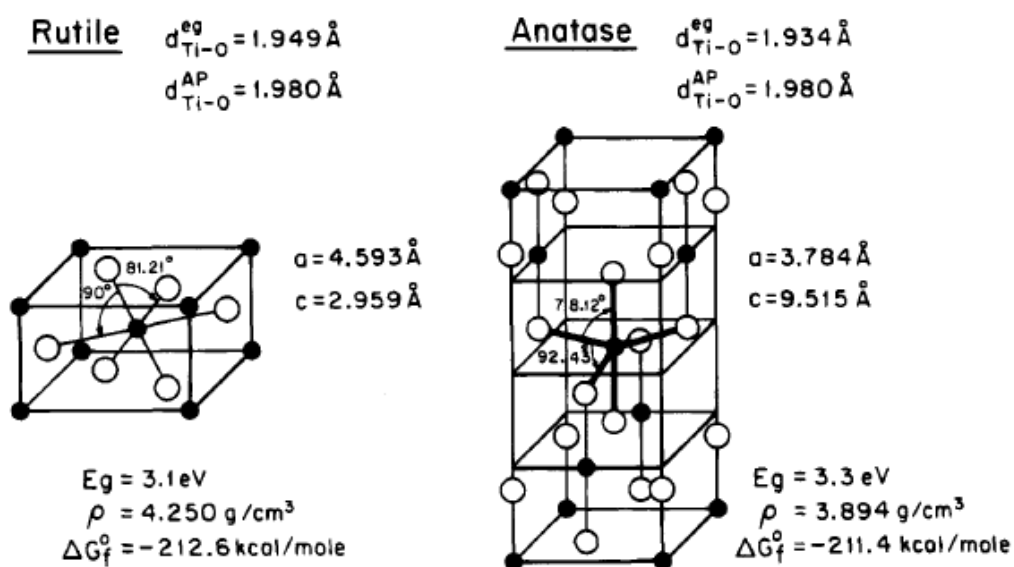 Rutile
d^eg_Ti-O = 1.949 Å
d^AP_Ti-O = 1.980 Å
81.21°
90°
a = 4.593 Å
c = 2.959 Å
Eg = 3.1 eV
ρ = 4.250 g/cm³
ΔG°f = -212.6 kcal/mole
Anatase
d^eg_Ti-O = 1.934 Å
d^AP_Ti-O = 1.980 Å
78.12°
92.43
a = 3.784 Å
c = 9.515 Å
Eg = 3.3 eV
ρ = 3.894 g/cm³
ΔG°f = -211.4 kcal/mole